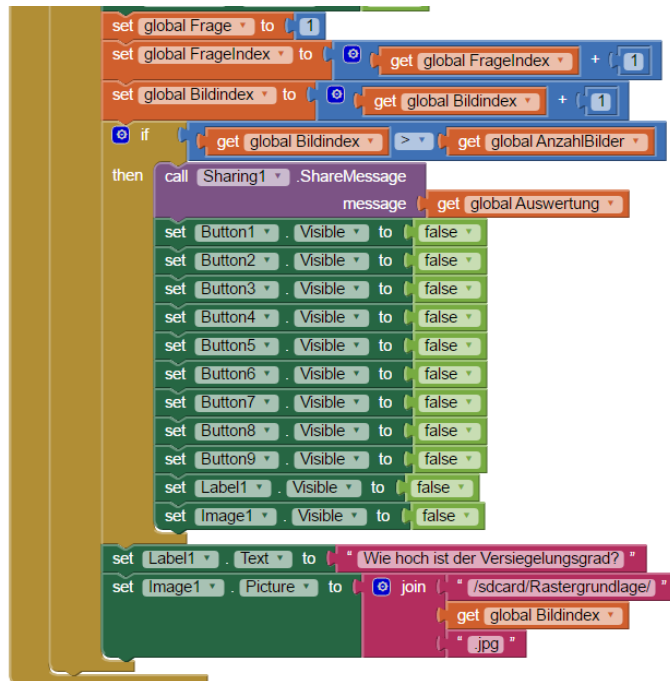 set global Frage to 1
set global FrageIndex to get global FrageIndex + 1
set global Bildindex to get global Bildindex + 1
if get global Bildindex > get global AnzahlBilder
then call Sharing1 .ShareMessage
message get global Auswertung
set Button1 . Visible to false
set Button2 . Visible to false
set Button3 . Visible to false
set Button4 . Visible to false
set Button5 . Visible to false
set Button6 . Visible to false
set Button7 . Visible to false
set Button8 . Visible to false
set Button9 . Visible to false
set Label1 . Visible to false
set Image1 . Visible to false
set Label1 . Text to " Wie hoch ist der Versiegelungsgrad? "
set Image1 . Picture to join " /sdcard/Rastergrundlage/ "
get global Bildindex
" .jpg "